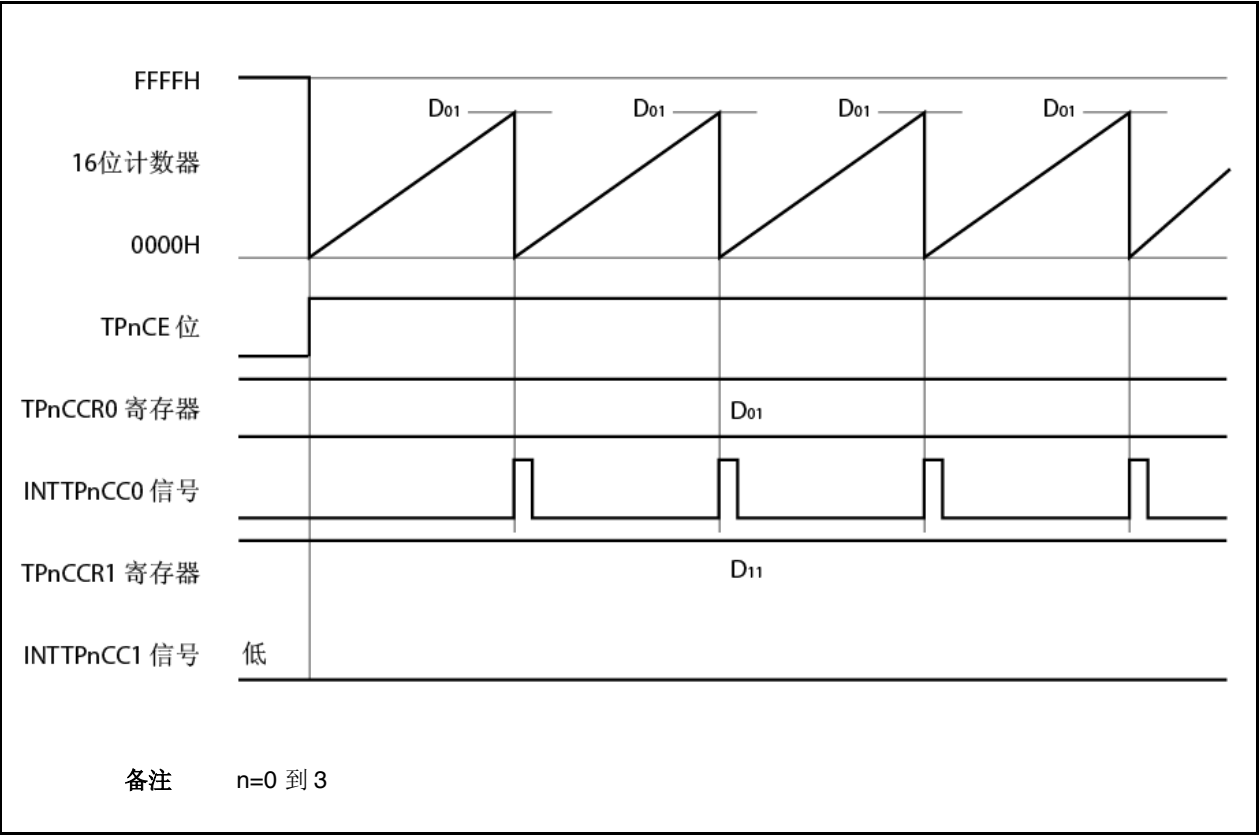 FFFFH
D01 D01 D01 D01
16位计数器
0000H
TPnCE 位
TPnCCR0 寄存器 D01
INTTPnCC0 信号
TPnCCR1 寄存器 D11
INTTPnCC1 信号 低
备注 n=0 到 3